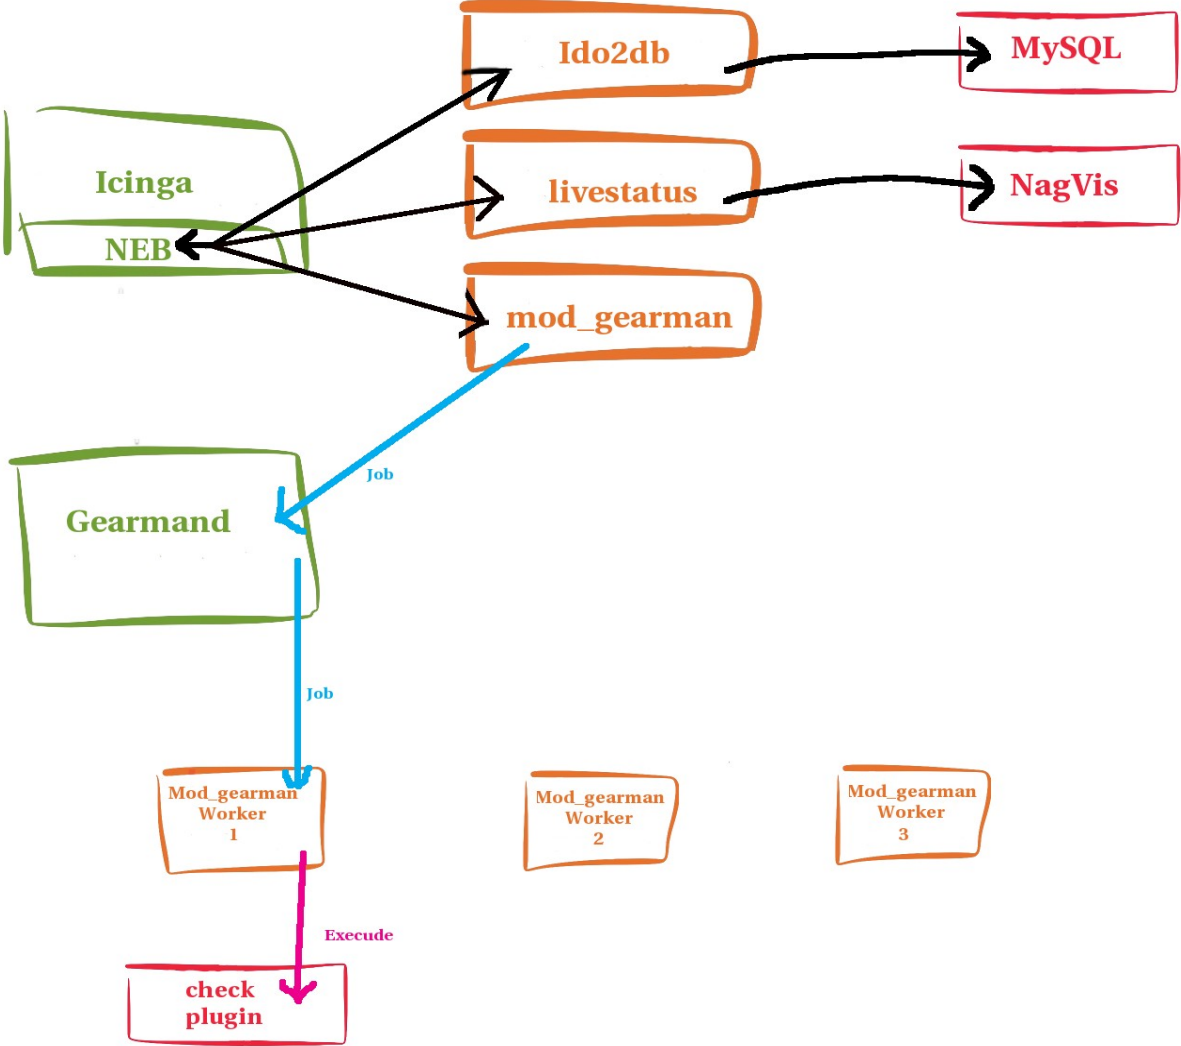 Ido2db
MySQL
Icinga
livestatus
NagVis
NEB
mod_gearman
Job
Gearmand
Job
Mod_gearman
Worker
1
Mod_gearman
Worker
2
Mod_gearman
Worker
3
Execude
check
plugin